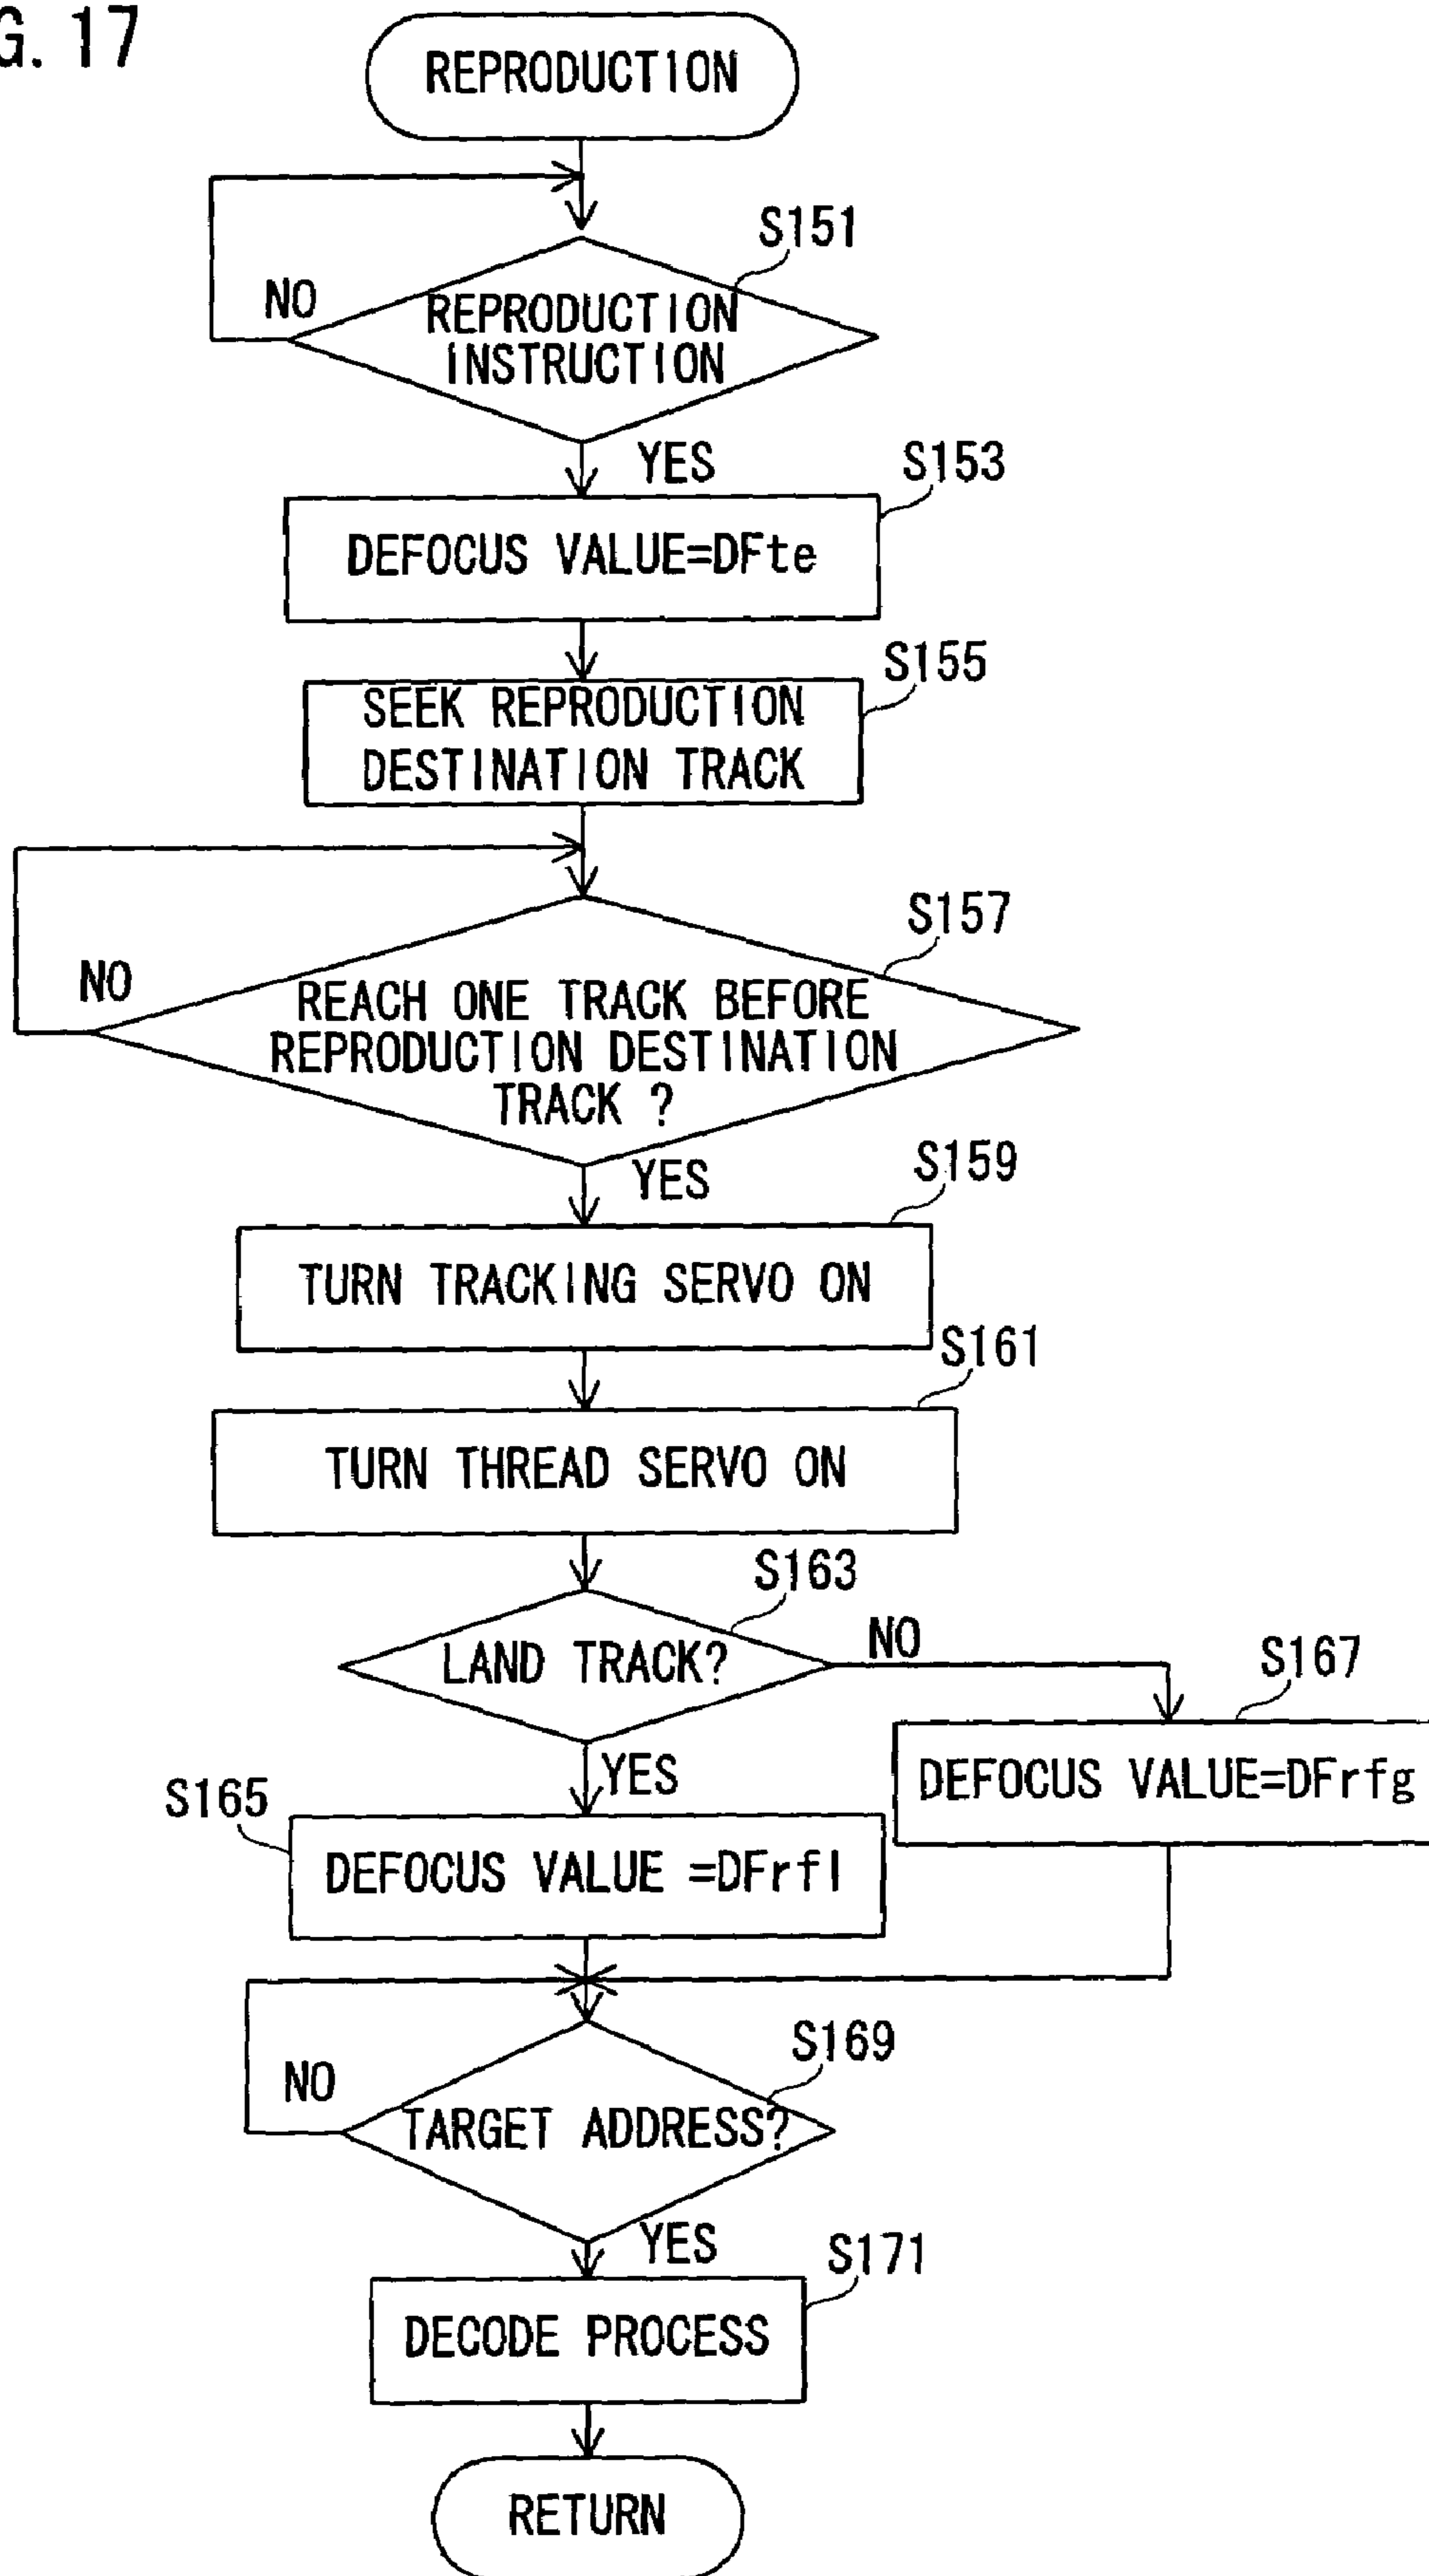 G. 17
REPRODUCTION
S151
NO
REPRODUCTION
INSTRUCTION
YES
S153
DEFOCUS VALUE=DFte
S155
SEEK REPRODUCTION
DESTINATION TRACK
S157
NO
REACH ONE TRACK BEFORE
REPRODUCTION DESTINATION
TRACK ?
YES
S159
TURN TRACKING SERVO ON
S161
TURN THREAD SERVO ON
S163
LAND TRACK?
NO
S167
YES
DEFOCUS VALUE=DFrfg
S165
DEFOCUS VALUE =DFrfl
S169
NO
TARGET ADDRESS?
YES
S171
DECODE PROCESS
RETURN